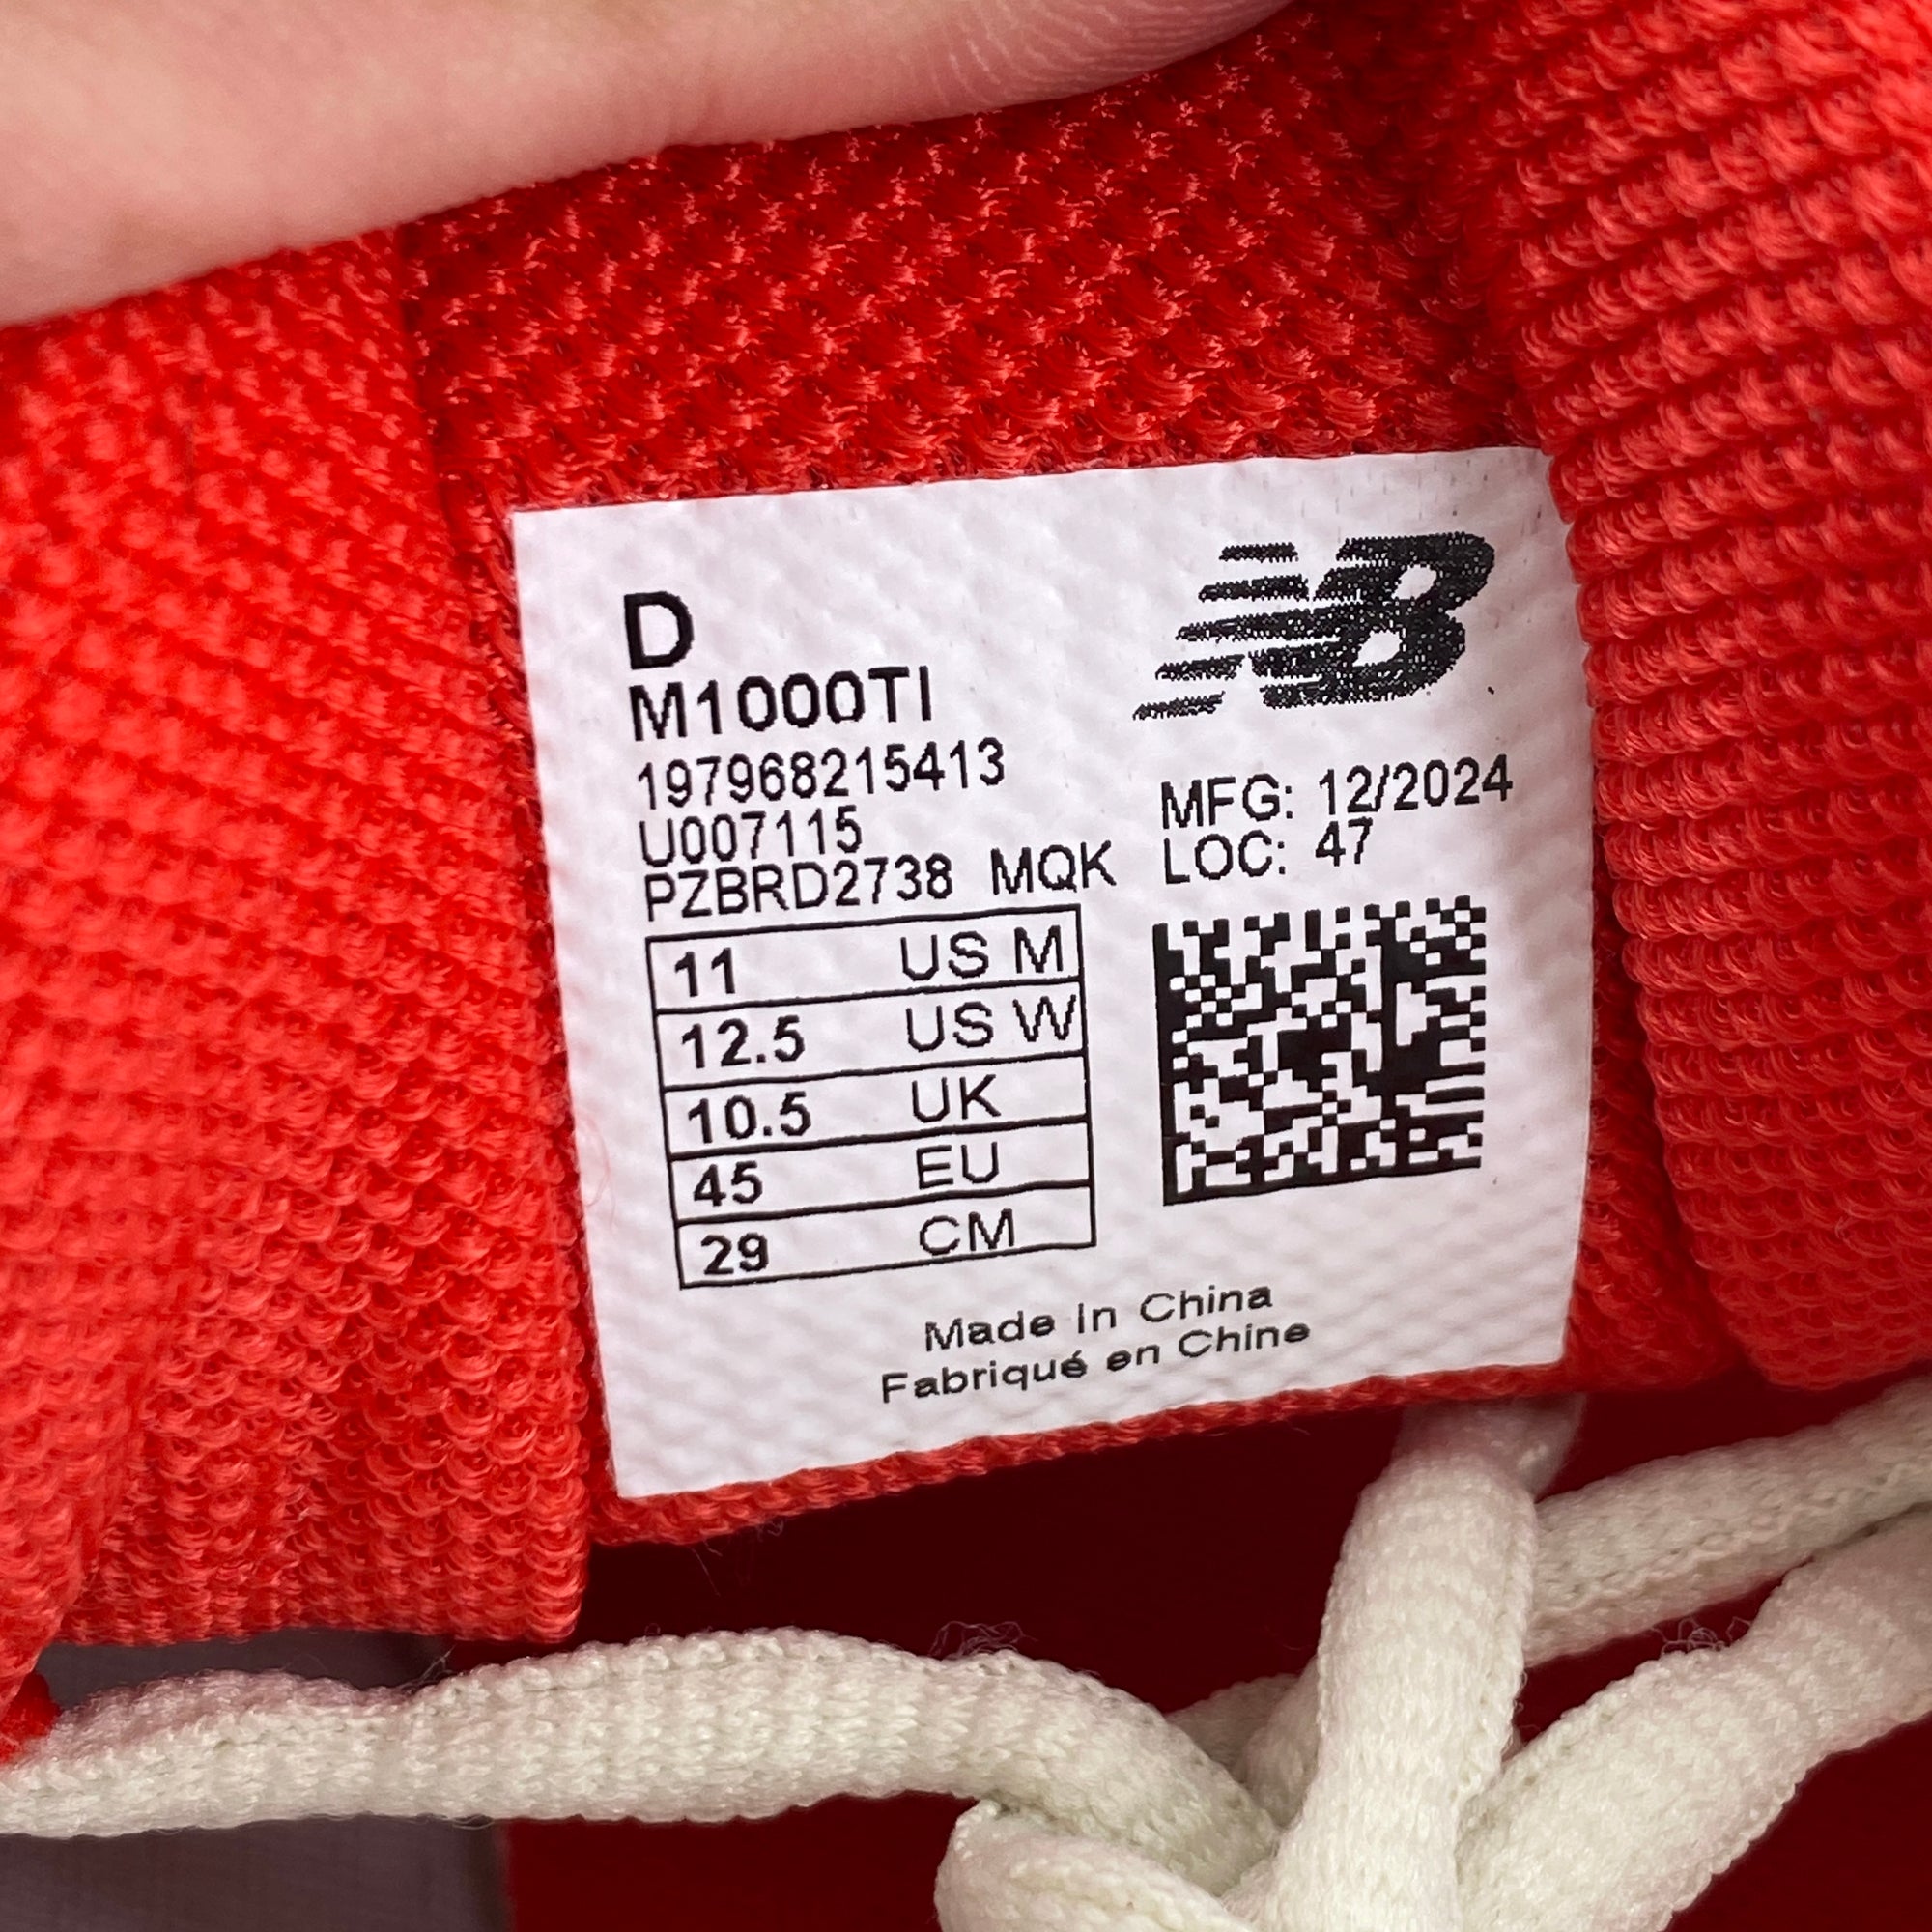 D
NB
M1000TI
197968215413
U007115
PZBRD2738 MQK
MFG: 12/2024
LOC: 47
11 US M
12.5 US W
10.5 UK
45 EU
29 CM
Made In China
Fabriqué en Chine